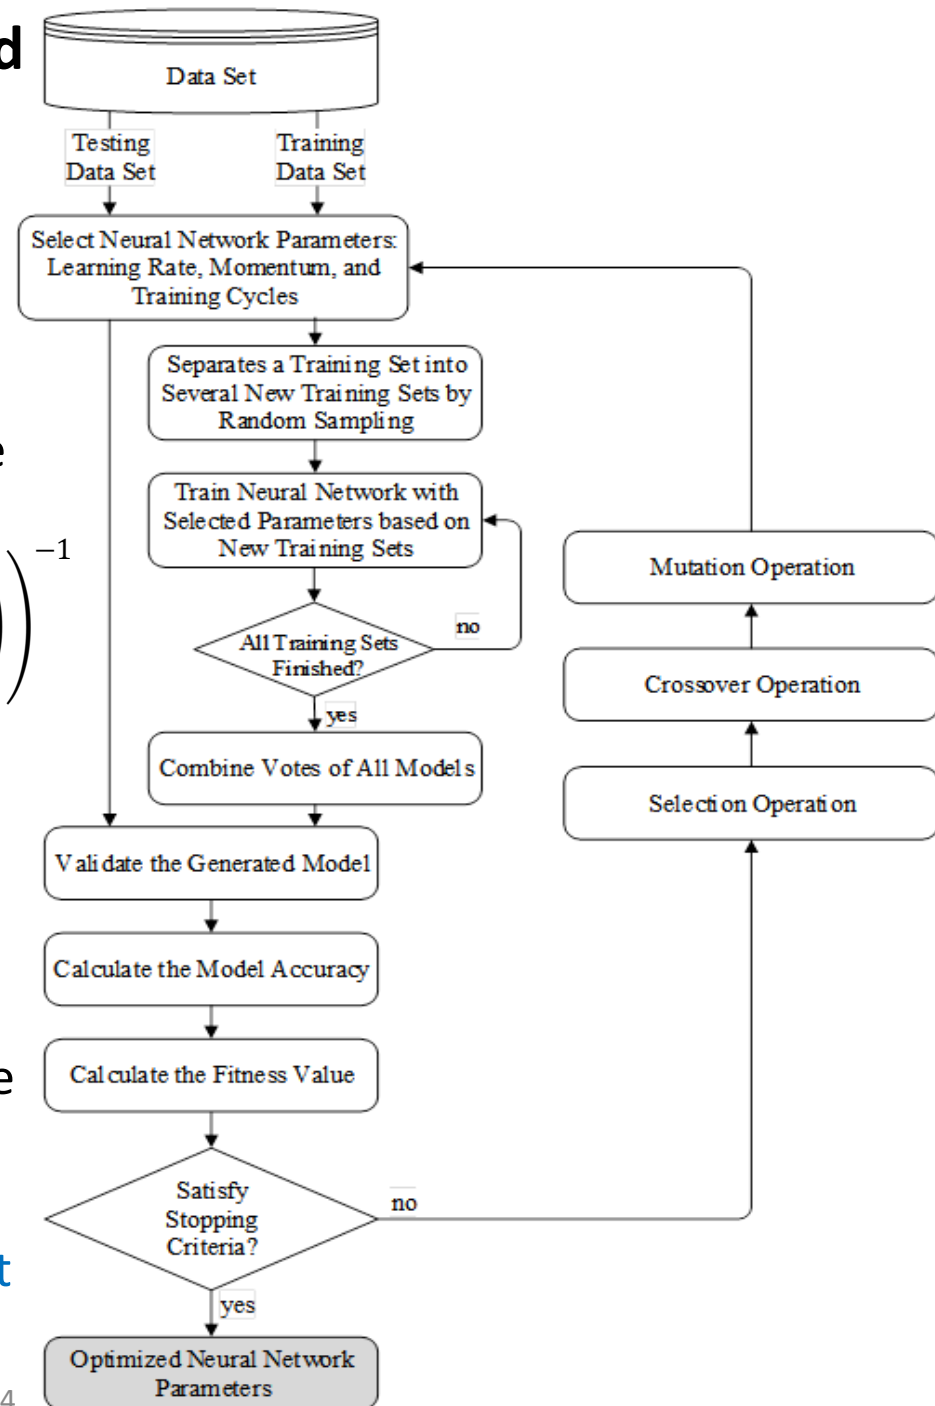 d
Data Set
Testing
Data Set
Training
Data Set
Select Neural Network Parameters:
Learning Rate, Momentum, and
Training Cycles
Separates a Training Set into
Several New Training Sets by
Random Sampling
e
Train Neural Network with
Selected Parameters based on
New Training Sets
))⁻¹
no
All Training Sets
Finished?
yes
Combine Votes of All Models
Mutation Operation
Crossover Operation
Selection Operation
Validate the Generated Model
Calculate the Model Accuracy
Calculate the Fitness Value
e
Satisfy
Stopping
Criteria?
no
t
yes
Optimized Neural Network
Parameters
4